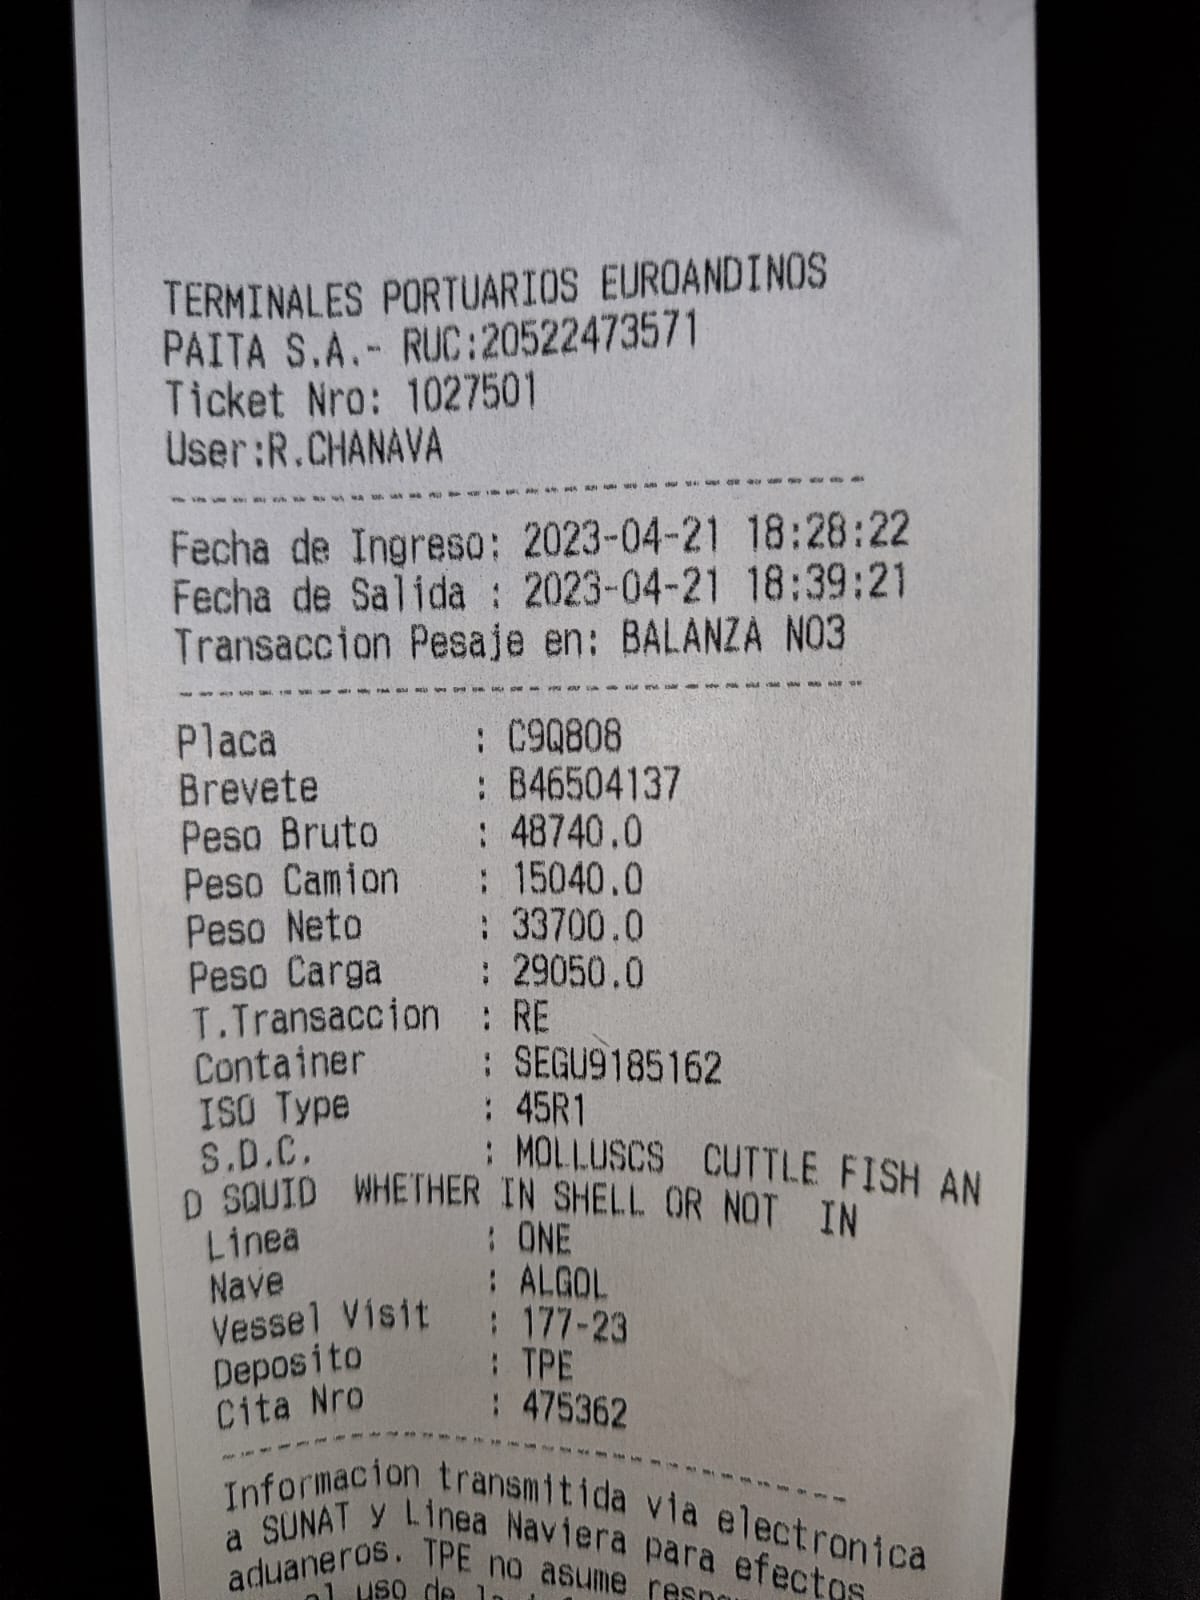 TERMINALES PORTUARIOS EUROANDINOS
PAITA S.A.- RUC:20522473571
Ticket Nro: 1027501
User:R.CHANAVA
Fecha de Ingreso: 2023-04-21 18:28:22
Fecha de Salida : 2023-04-21 18:39:21
Transaccion Pesaje en: BALANZA NO3
Placa : C9Q808
Brevete : B46504137
Peso Bruto : 48740.0
Peso Camion : 15040.0
Peso Neto : 33700.0
Peso Carga : 29050.0
T.Transaccion : RE
Container : SEGU9185162
ISO Type : 45R1
S.D.C. : MOLLUSCS CUTTLE FISH AN
D SQUID WHETHER IN SHELL OR NOT IN
Linea : ONE
Nave : ALGOL
Vessel Visit : 177-23
Deposito : TPE
Cita Nro : 475362
Informacion transmitida via electronica
a SUNAT y Linea Naviera para efectos
aduaneros. TPE no asume
uso de